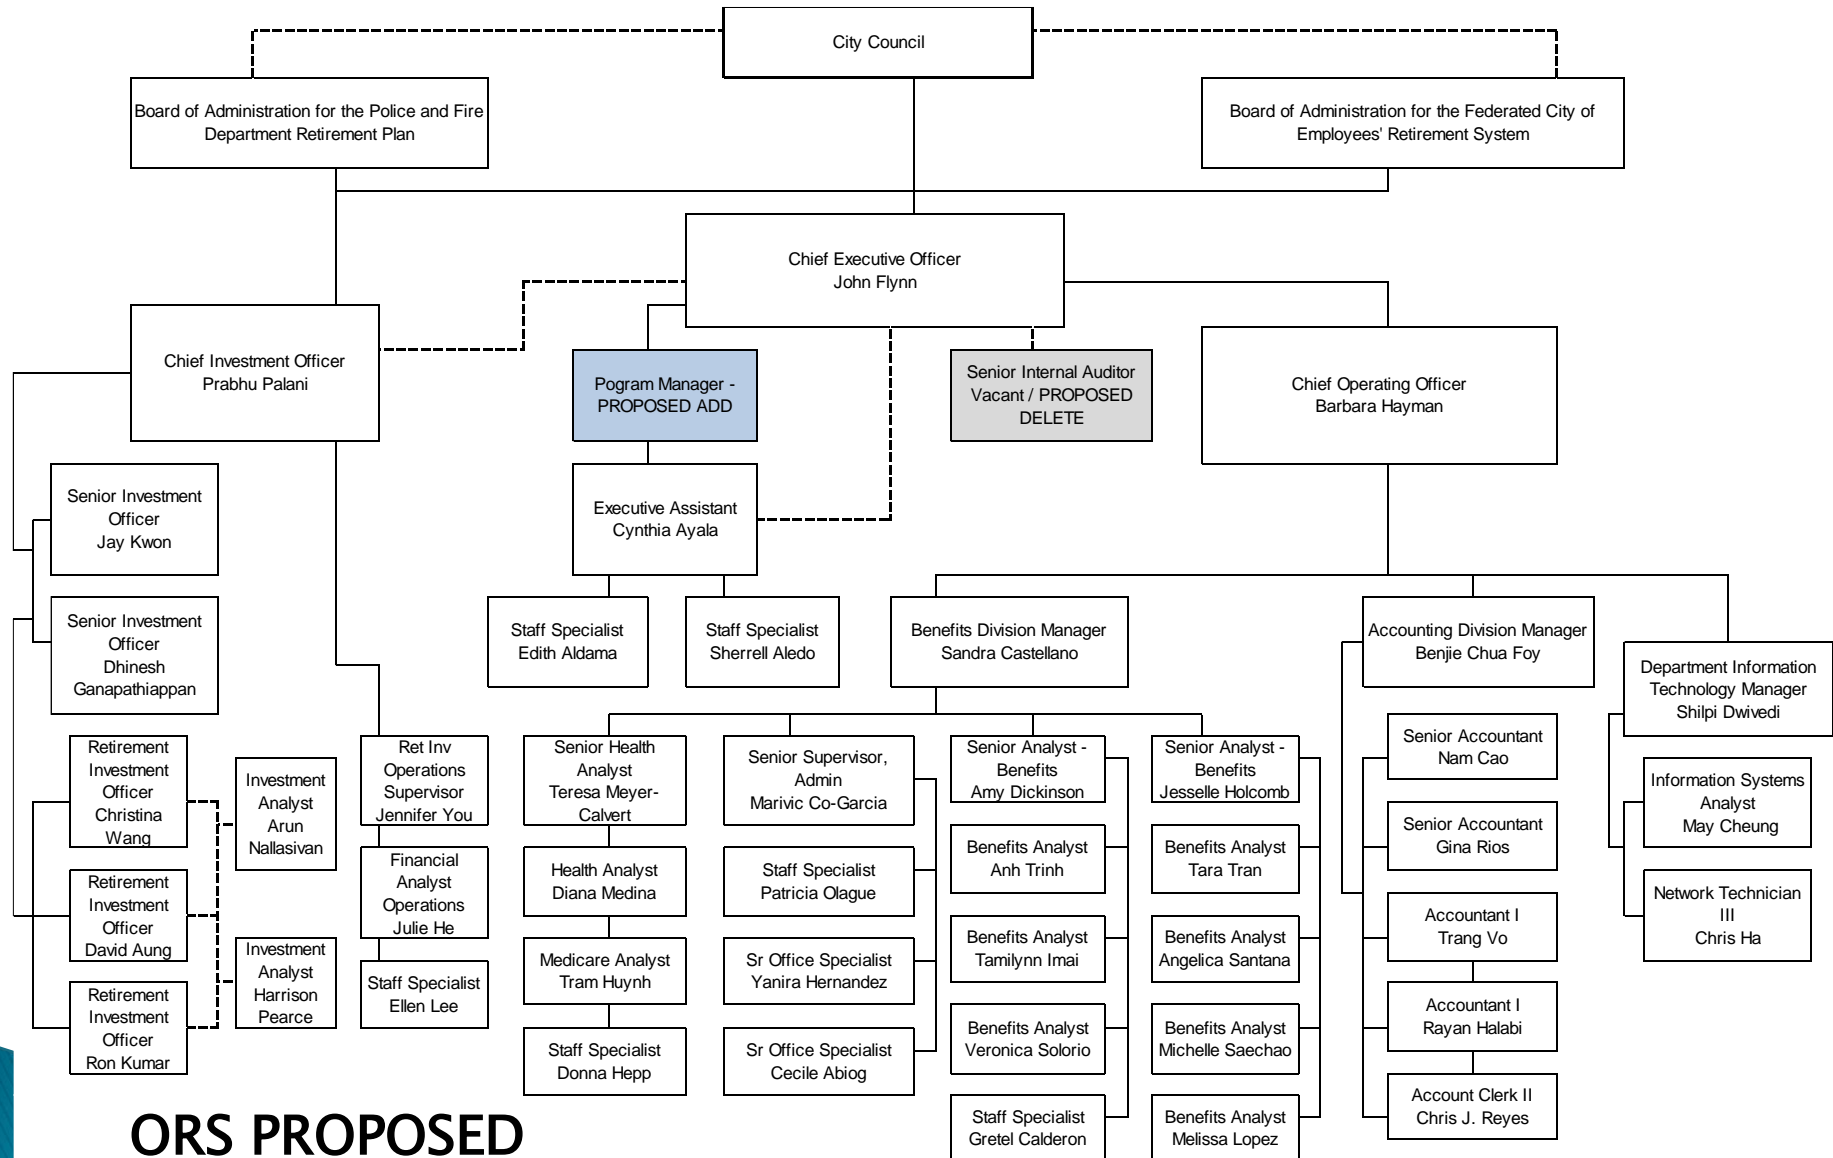 City Council
Board of Administration for the Police and Fire
Department Retirement Plan
Board of Administration for the Federated City of
Employees' Retirement System
Chief Executive Officer
John Flynn
Chief Investment Officer
Prabhu Palani
Pogram Manager -
PROPOSED ADD
Senior Internal Auditor
Vacant / PROPOSED
DELETE
Chief Operating Officer
Barbara Hayman
Senior Investment
Officer
Jay Kwon
Executive Assistant
Cynthia Ayala
Senior Investment
Officer
Dhinesh
Ganapathiappan
Staff Specialist
Edith Aldama
Staff Specialist
Sherrell Aledo
Benefits Division Manager
Sandra Castellano
Accounting Division Manager
Benjie Chua Foy
Department Information
Technology Manager
Shilpi Dwivedi
Retirement
Investment
Officer
Christina
Wang
Investment
Analyst
Arun
Nallasivan
Ret Inv
Operations
Supervisor
Jennifer You
Senior Health
Analyst
Teresa Meyer-
Calvert
Senior Supervisor,
Admin
Marivic Co-Garcia
Senior Analyst -
Benefits
Amy Dickinson
Senior Analyst -
Benefits
Jesselle Holcomb
Senior Accountant
Nam Cao
Information Systems
Analyst
May Cheung
Retirement
Investment
Officer
David Aung
Financial
Analyst
Operations
Julie He
Health Analyst
Diana Medina
Staff Specialist
Patricia Olague
Benefits Analyst
Anh Trinh
Benefits Analyst
Tara Tran
Senior Accountant
Gina Rios
Network Technician
III
Chris Ha
Investment
Analyst
Harrison
Pearce
Medicare Analyst
Tram Huynh
Sr Office Specialist
Yanira Hernandez
Benefits Analyst
Tamilynn Imai
Benefits Analyst
Angelica Santana
Accountant I
Trang Vo
Retirement
Investment
Officer
Ron Kumar
Staff Specialist
Ellen Lee
Staff Specialist
Donna Hepp
Sr Office Specialist
Cecile Abiog
Benefits Analyst
Veronica Solorio
Benefits Analyst
Michelle Saechao
Accountant I
Rayan Halabi
Staff Specialist
Gretel Calderon
Benefits Analyst
Melissa Lopez
Account Clerk II
Chris J. Reyes
ORS PROPOSED